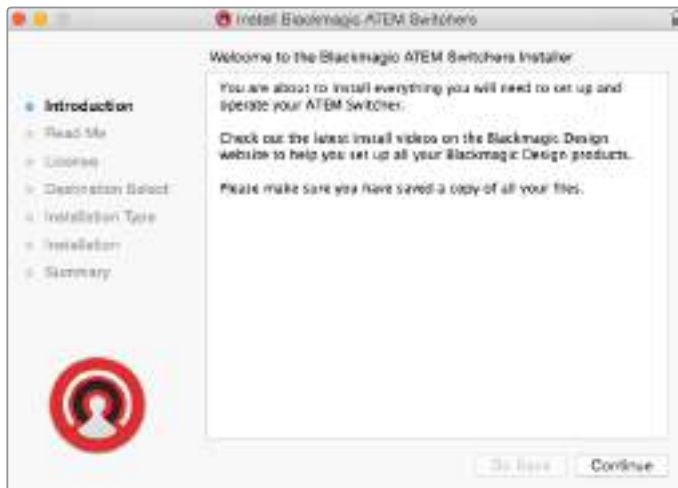 Install Blackmagic ATEM Switchers
Welcome to the Blackmagic ATEM Switchers Installer
Introduction
Read Me
License
Destination Select
Installation Type
Installation
Summary
You are about to install everything you will need to set up and
operate your ATEM Switcher.
Check out the latest install videos on the Blackmagic Design
website to help you set up all your Blackmagic Design products.
Please make sure you have saved a copy of all your files.
Go Back
Continue